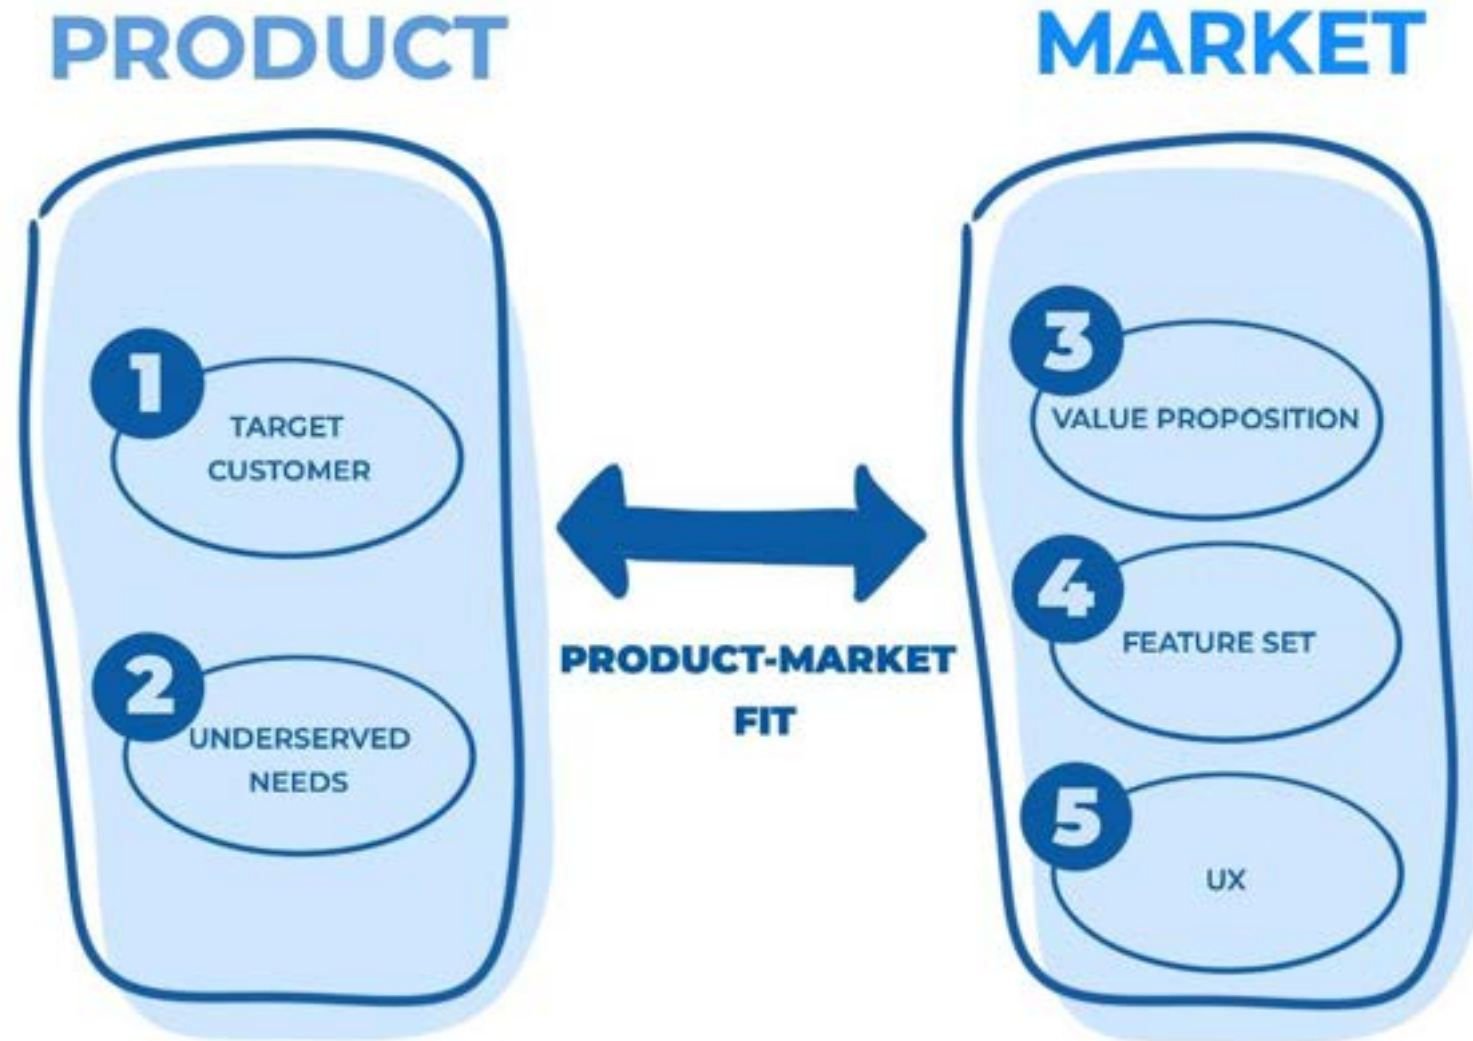 PRODUCT
1
TARGET
CUSTOMER
2
UNDERSERVED
NEEDS
PRODUCT-MARKET
FIT
MARKET
3
VALUE PROPOSITION
4
FEATURE SET
5
UX